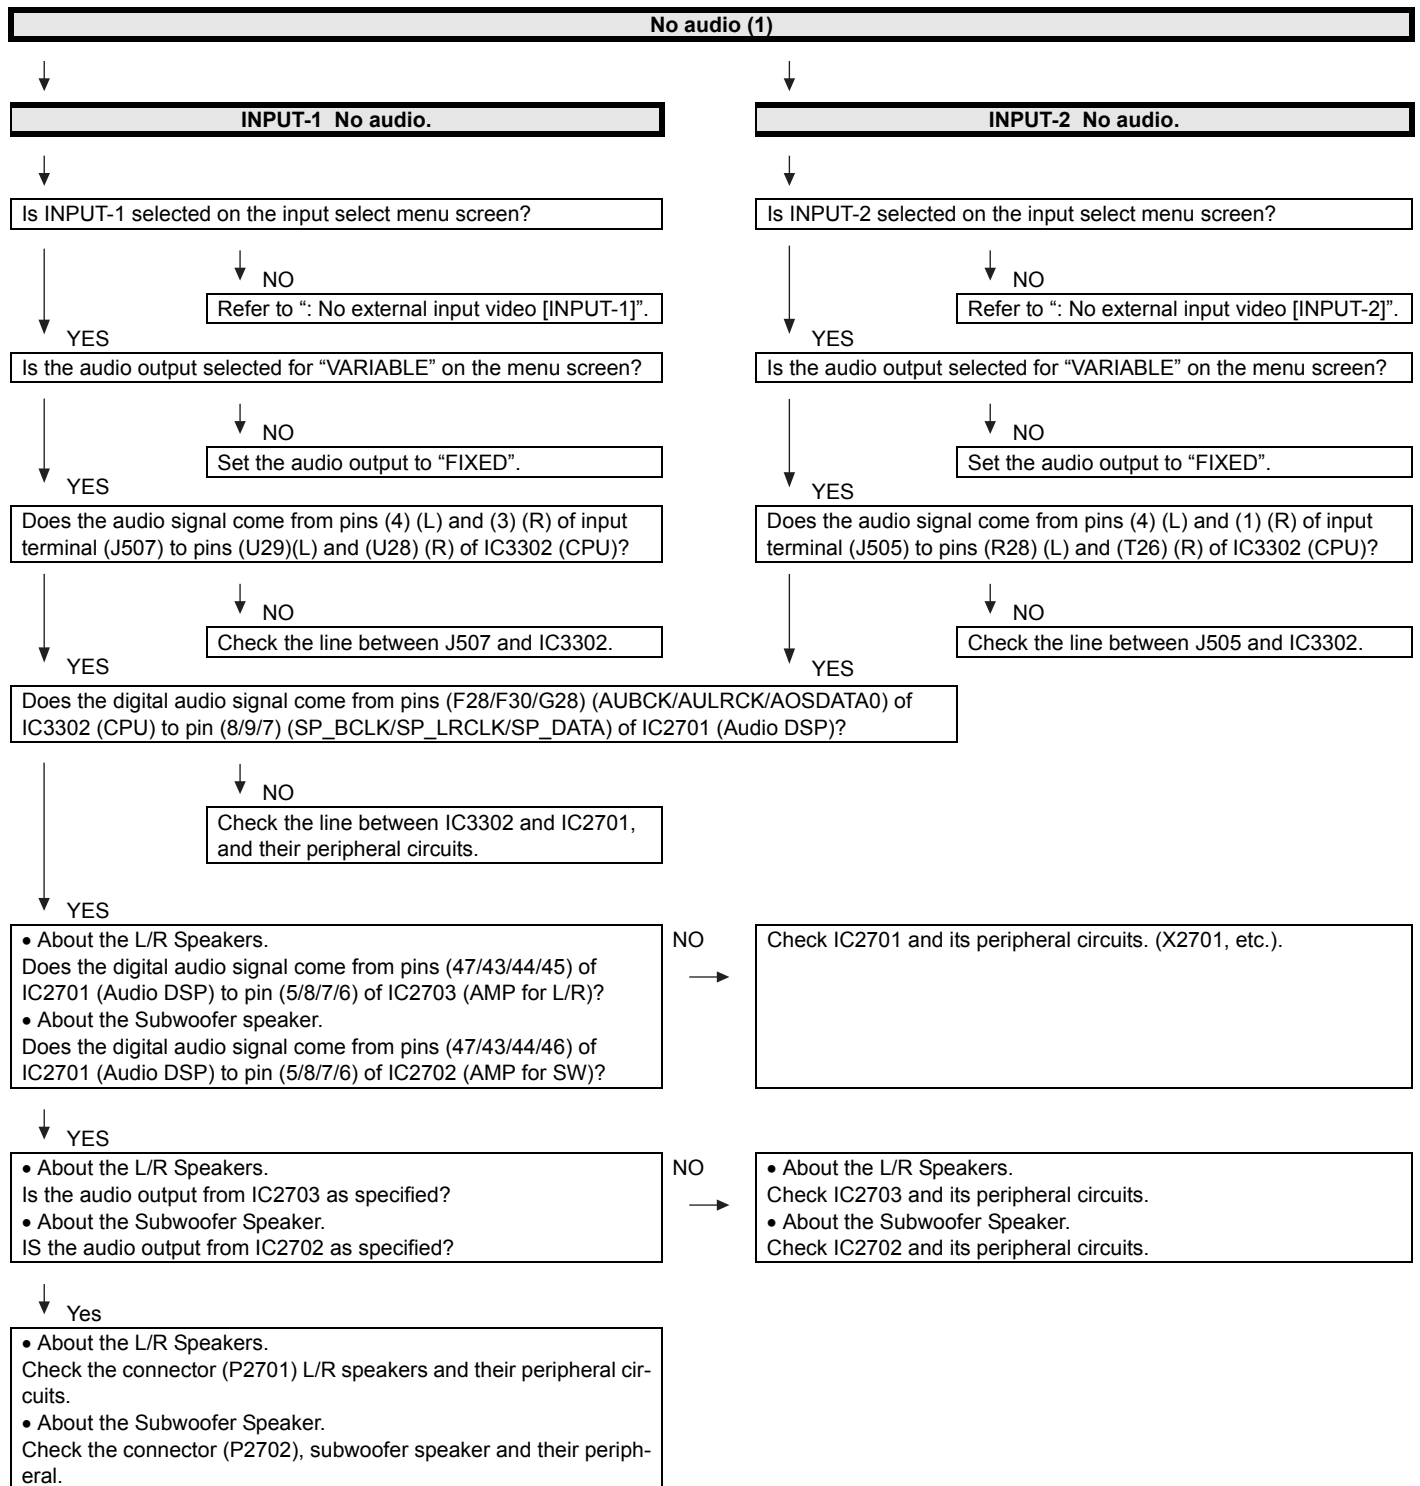 No audio (1)
INPUT-1  No audio.
Is INPUT-1 selected on the input select menu screen?
NO
Refer to “: No external input video [INPUT-1]”.
YES
Is the audio output selected for “VARIABLE” on the menu screen?
NO
Set the audio output to “FIXED”.
YES
Does the audio signal come from pins (4) (L) and (3) (R) of input
terminal (J507) to pins (U29)(L) and (U28) (R) of IC3302 (CPU)?
NO
Check the line between J507 and IC3302.
YES
INPUT-2  No audio.
Is INPUT-2 selected on the input select menu screen?
NO
Refer to “: No external input video [INPUT-2]”.
YES
Is the audio output selected for “VARIABLE” on the menu screen?
NO
Set the audio output to “FIXED”.
YES
Does the audio signal come from pins (4) (L) and (1) (R) of input
terminal (J505) to pins (R28) (L) and (T26) (R) of IC3302 (CPU)?
NO
Check the line between J505 and IC3302.
YES
Does the digital audio signal come from pins (F28/F30/G28) (AUBCK/AULRCK/AOSDATA0) of
IC3302 (CPU) to pin (8/9/7) (SP_BCLK/SP_LRCLK/SP_DATA) of IC2701 (Audio DSP)?
NO
Check the line between IC3302 and IC2701,
and their peripheral circuits.
YES
• About the L/R Speakers.
Does the digital audio signal come from pins (47/43/44/45) of
IC2701 (Audio DSP) to pin (5/8/7/6) of IC2703 (AMP for L/R)?
• About the Subwoofer speaker.
Does the digital audio signal come from pins (47/43/44/46) of
IC2701 (Audio DSP) to pin (5/8/7/6) of IC2702 (AMP for SW)?
NO
Check IC2701 and its peripheral circuits. (X2701, etc.).
YES
• About the L/R Speakers.
Is the audio output from IC2703 as specified?
• About the Subwoofer Speaker.
IS the audio output from IC2702 as specified?
NO
• About the L/R Speakers.
Check IC2703 and its peripheral circuits.
• About the Subwoofer Speaker.
Check IC2702 and its peripheral circuits.
Yes
• About the L/R Speakers.
Check the connector (P2701) L/R speakers and their peripheral cir-
cuits.
• About the Subwoofer Speaker.
Check the connector (P2702), subwoofer speaker and their periph-
eral.